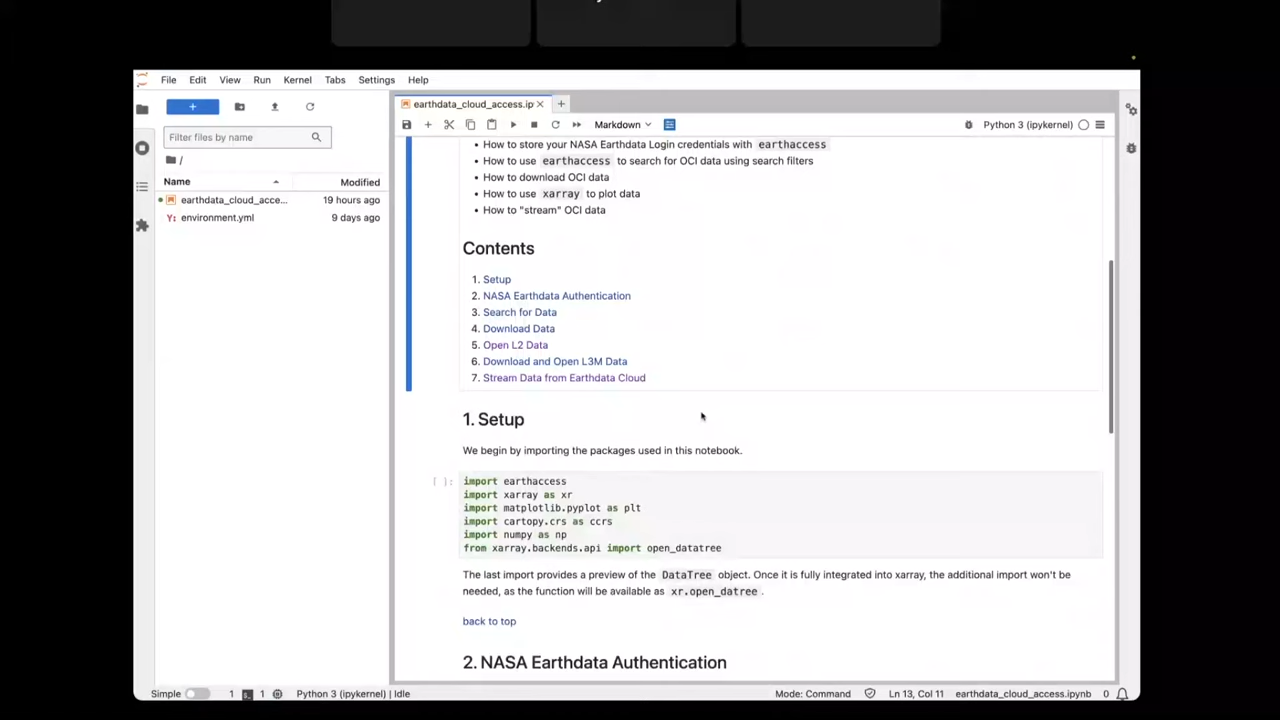 File Edit View Run Kernel Tabs Settings Help
earthdata_cloud_access.ip
Markdown
Python 3 (ipykernel)
Filter files by name
/
Name Modified
earthdata_cloud_acce... 19 hours ago
Y: environment.yml 9 days ago
How to store your NASA Earthdata Login credentials with earthaccess
How to use earthaccess to search for OCI data using search filters
How to download OCI data
How to use xarray to plot data
How to "stream" OCI data
Contents
1. Setup
2. NASA Earthdata Authentication
3. Search for Data
4. Download Data
5. Open L2 Data
6. Download and Open L3M Data
7. Stream Data from Earthdata Cloud
1. Setup
We begin by importing the packages used in this notebook.
[ ]:
import earthaccess
import xarray as xr
import matplotlib.pyplot as plt
import cartopy.crs as ccrs
import numpy as np
from xarray.backends.api import open_datatree
The last import provides a preview of the DataTree object. Once it is fully integrated into xarray, the additional import won't be
needed, as the function will be available as xr.open_datree.
back to top
2. NASA Earthdata Authentication
Simple 1 1 Python 3 (ipykernel) | Idle Mode: Command Ln 13, Col 11 earthdata_cloud_access.ipynb 0